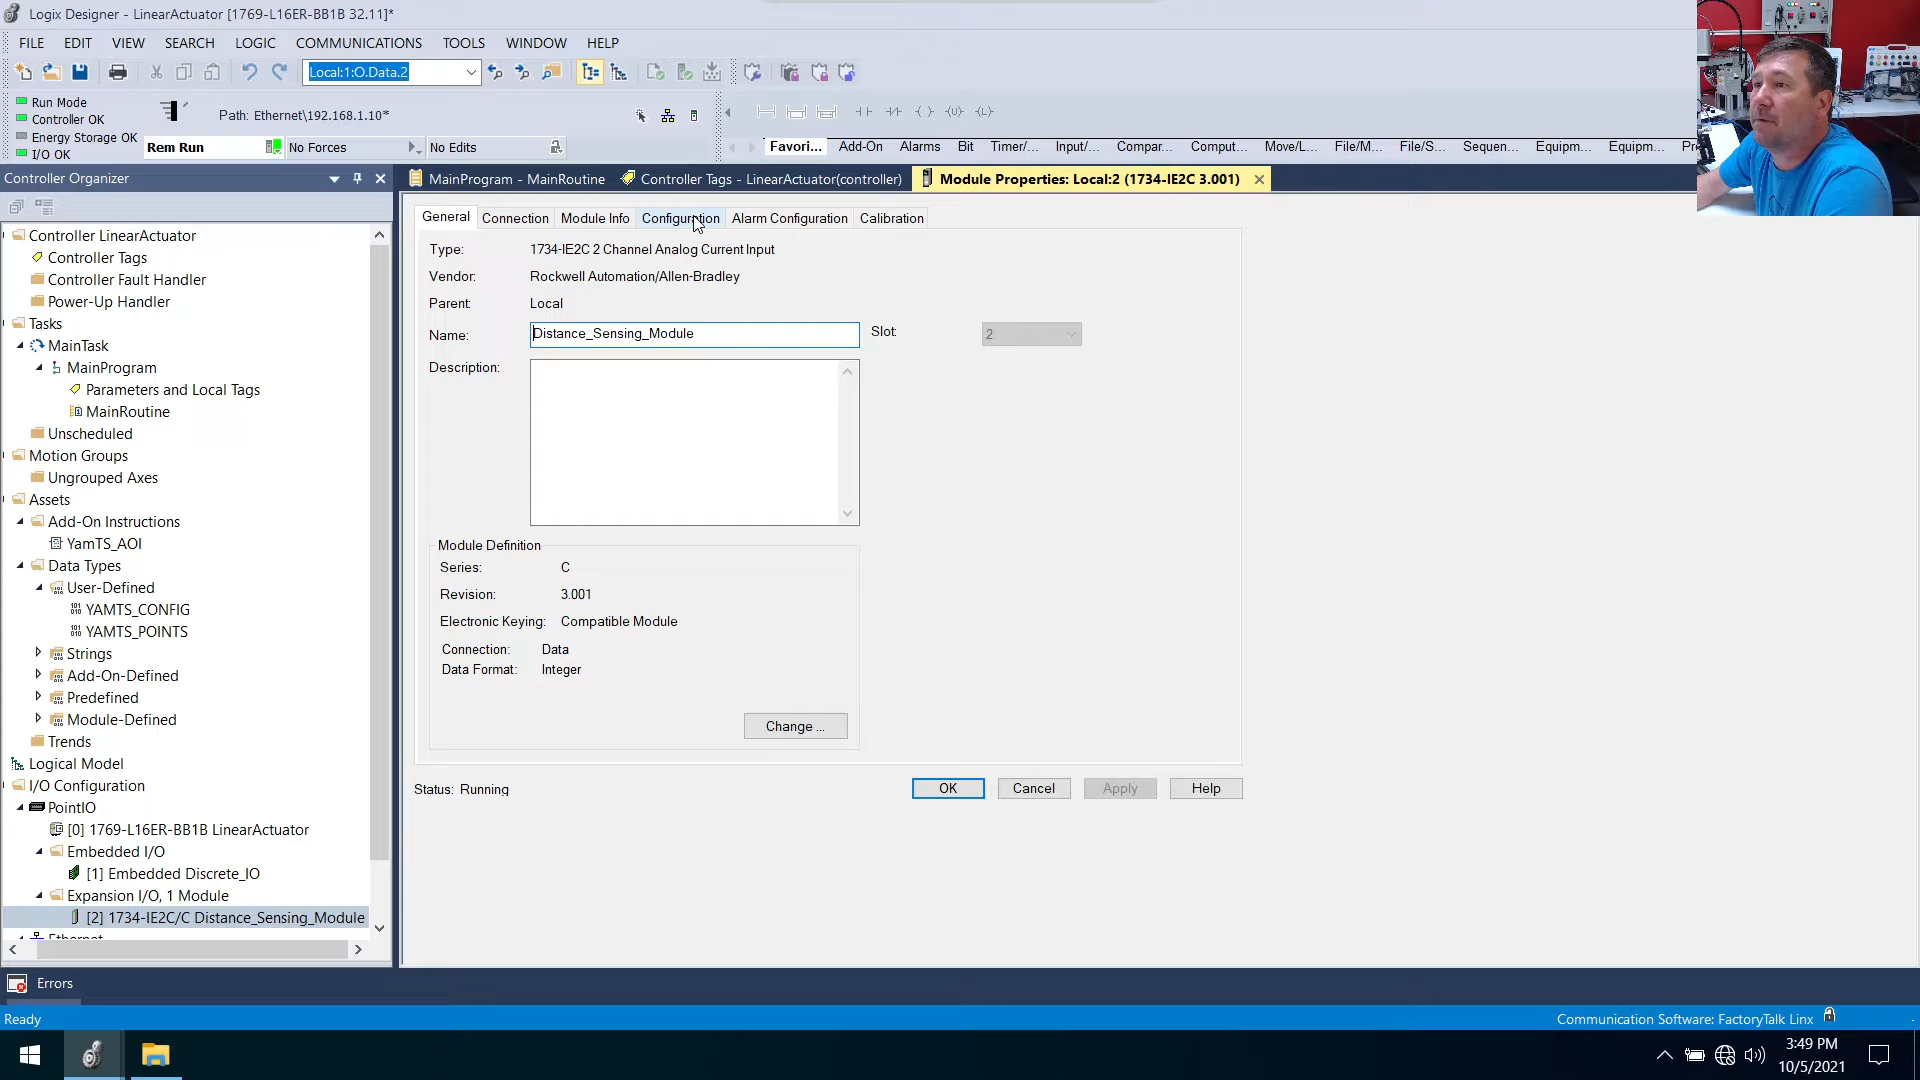 Logix Designer - LinearActuator [1769-L16ER-BB1B 32.11]*
FILE EDIT VIEW SEARCH LOGIC COMMUNICATIONS TOOLS WINDOW HELP
Local:1:O.Data.2
Run Mode
Controller OK
Energy Storage OK
I/O OK
Path: Ethernet\192.168.1.10*
Rem Run
No Forces
No Edits
Favori... Add-On Alarms Bit Timer/... Input/... Compar... Comput... Move/L... File/M... File/S... Sequen... Equipm... Equipm...
Controller Organizer
MainProgram - MainRoutine
Controller Tags - LinearActuator(controller)
Module Properties: Local:2 (1734-IE2C 3.001)
Controller LinearActuator
Controller Tags
Controller Fault Handler
Power-Up Handler
Tasks
MainTask
MainProgram
Parameters and Local Tags
MainRoutine
Unscheduled
Motion Groups
Ungrouped Axes
Assets
Add-On Instructions
YamTS_AOI
Data Types
User-Defined
YAMTS_CONFIG
YAMTS_POINTS
Strings
Add-On-Defined
Predefined
Module-Defined
Trends
Logical Model
I/O Configuration
PointIO
[0] 1769-L16ER-BB1B LinearActuator
Embedded I/O
[1] Embedded Discrete_IO
Expansion I/O, 1 Module
[2] 1734-IE2C/C Distance_Sensing_Module
Ethernet
General Connection Module Info Configuration Alarm Configuration Calibration
Type: 1734-IE2C 2 Channel Analog Current Input
Vendor: Rockwell Automation/Allen-Bradley
Parent: Local
Name: Distance_Sensing_Module Slot: 2
Description:
Module Definition
Series: C
Revision: 3.001
Electronic Keying: Compatible Module
Connection: Data
Data Format: Integer
Change ...
Status: Running
OK Cancel Apply Help
Errors
Ready
Communication Software: FactoryTalk Linx
3:49 PM
10/5/2021